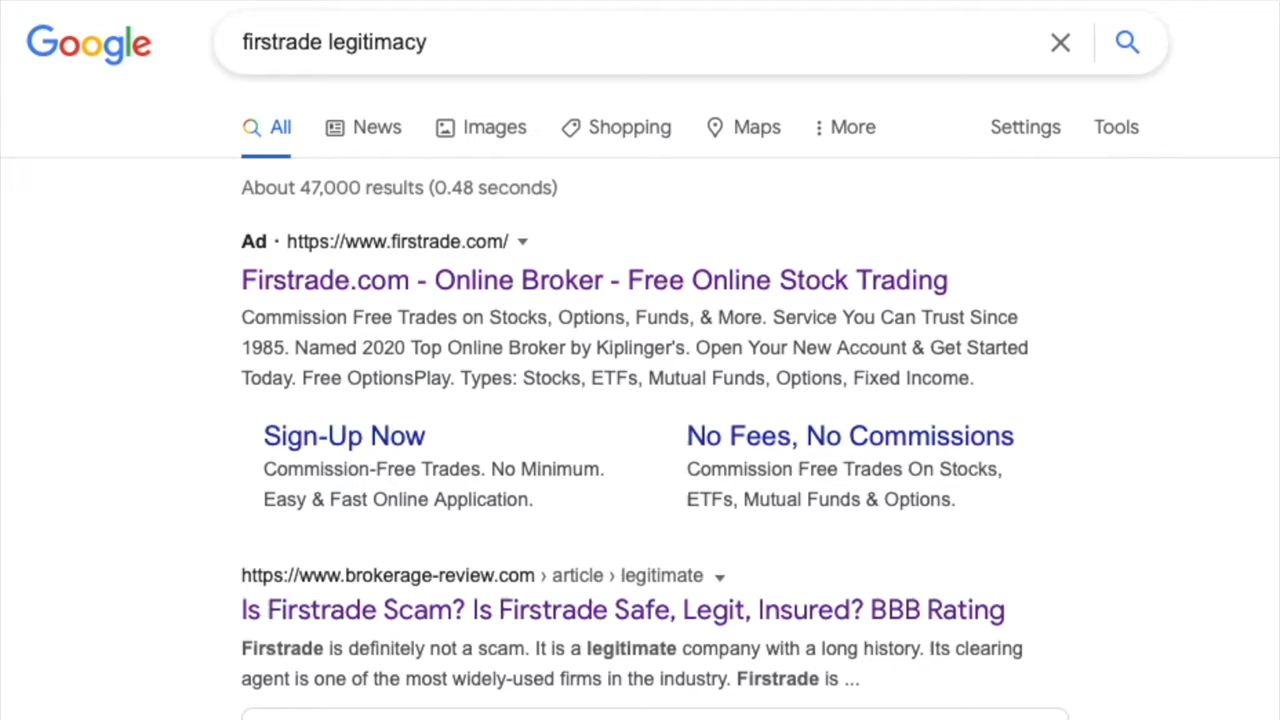 Google
firstrade legitimacy
All News Images Shopping Maps More Settings Tools
About 47,000 results (0.48 seconds)
Ad · https://www.firstrade.com/
Firstrade.com - Online Broker - Free Online Stock Trading
Commission Free Trades on Stocks, Options, Funds, & More. Service You Can Trust Since
1985. Named 2020 Top Online Broker by Kiplinger's. Open Your New Account & Get Started
Today. Free OptionsPlay. Types: Stocks, ETFs, Mutual Funds, Options, Fixed Income.
Sign-Up Now
Commission-Free Trades. No Minimum.
Easy & Fast Online Application.
No Fees, No Commissions
Commission Free Trades On Stocks,
ETFs, Mutual Funds & Options.
https://www.brokerage-review.com › article › legitimate
Is Firstrade Scam? Is Firstrade Safe, Legit, Insured? BBB Rating
Firstrade is definitely not a scam. It is a legitimate company with a long history. Its clearing
agent is one of the most widely-used firms in the industry. Firstrade is ...